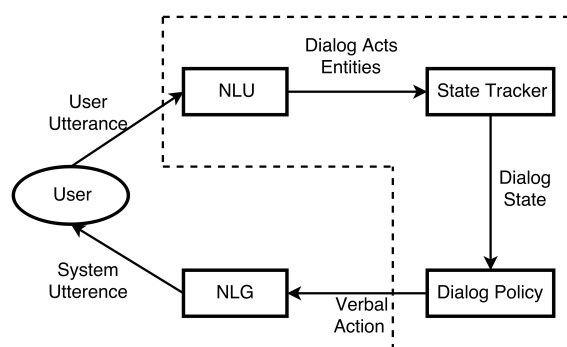 Dialog Acts
Entities
NLU
State Tracker
User
Utterance
User
Dialog
State
System
Utterence
NLG
Verbal
Action
Dialog Policy